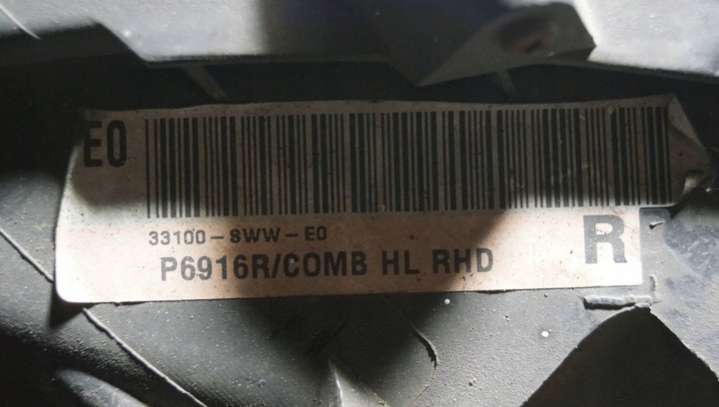 E0
33100-SWW-E0
P6916R/COMB HL RHD
R